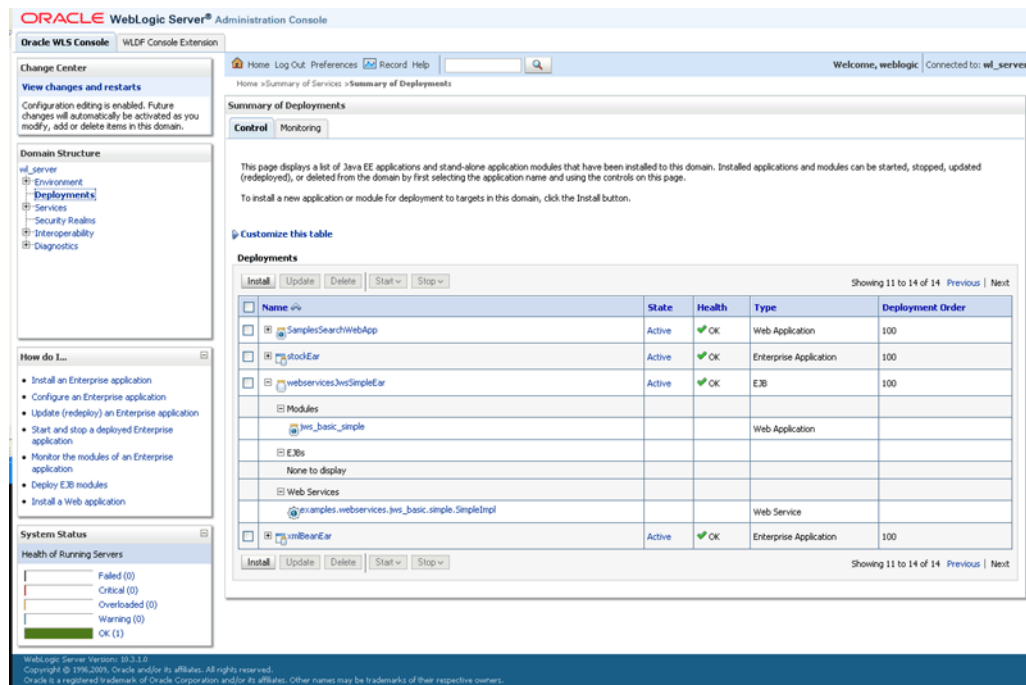 ORACLE WebLogic Server® Administration Console
Oracle WLS Console
WLDF Console Extension
Change Center
View changes and restarts
Configuration editing is enabled. Future
changes will automatically be activated as you
modify, add or delete items in this domain.
Domain Structure
wl_server
Environment
Deployments
Services
Security Realms
Interoperability
Diagnostics
How do I...
Install an Enterprise application
Configure an Enterprise application
Update (redeploy) an Enterprise application
Start and stop a deployed Enterprise
application
Monitor the modules of an Enterprise
application
Deploy EJB modules
Install a Web application
System Status
Health of Running Servers
Failed (0)
Critical (0)
Overloaded (0)
Warning (0)
OK (1)
Home Log Out Preferences Record Help
Welcome, weblogic Connected to: wl_server
Home >Summary of Services >Summary of Deployments
Summary of Deployments
Control Monitoring
This page displays a list of Java EE applications and stand-alone application modules that have been installed to this domain. Installed applications and modules can be started, stopped, updated
(redeployed), or deleted from the domain by first selecting the application name and using the controls on this page.
To install a new application or module for deployment to targets in this domain, click the Install button.
Customize this table
Deployments
Install Update Delete Start Stop
Showing 11 to 14 of 14 Previous | Next
Name State Health Type Deployment Order
SamplesSearchWebApp Active OK Web Application 100
stockEar Active OK Enterprise Application 100
webservicesJwsSimpleEar Active OK EJB 100
Modules
jws_basic_simple Web Application
EJBs
None to display
Web Services
examples.webservices.jws_basic.simple.SimpleImpl Web Service
xmlBeanEar Active OK Enterprise Application 100
Install Update Delete Start Stop
Showing 11 to 14 of 14 Previous | Next
WebLogic Server Version: 10.3.1.0
Copyright © 1996,2009, Oracle and/or its affiliates. All rights reserved.
Oracle is a registered trademark of Oracle Corporation and/or its affiliates. Other names may be trademarks of their respective owners.